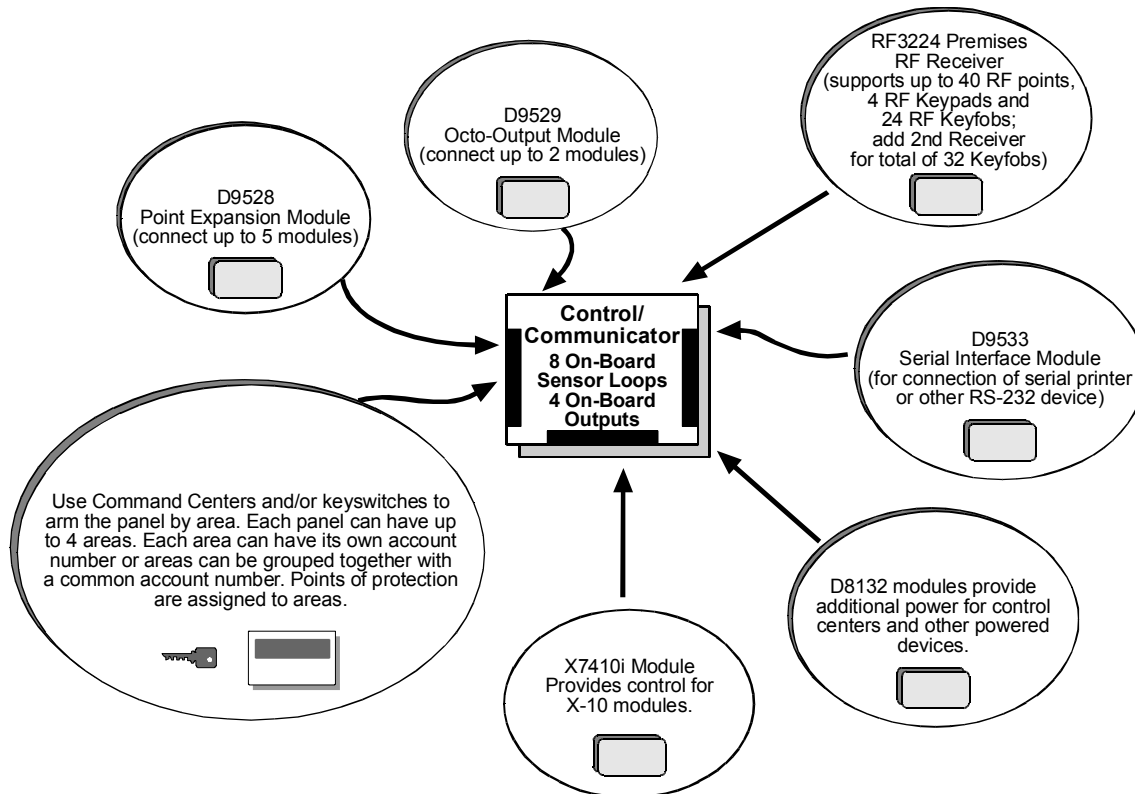 RF3224 Premises
RF Receiver
(supports up to 40 RF points,
4 RF Keypads and
24 RF Keyfobs;
add 2nd Receiver
for total of 32 Keyfobs)
D9529
Octo-Output Module
(connect up to 2 modules)
D9528
Point Expansion Module
(connect up to 5 modules)
Control/
Communicator
8 On-Board
Sensor Loops
4 On-Board
Outputs
D9533
Serial Interface Module
(for connection of serial printer
or other RS-232 device)
Use Command Centers and/or keyswitches to
arm the panel by area. Each panel can have up
to 4 areas. Each area can have its own account
number or areas can be grouped together with
a common account number. Points of protection
are assigned to areas.
D8132 modules provide
additional power for control
centers and other powered
devices.
X7410i Module
Provides control for
X-10 modules.